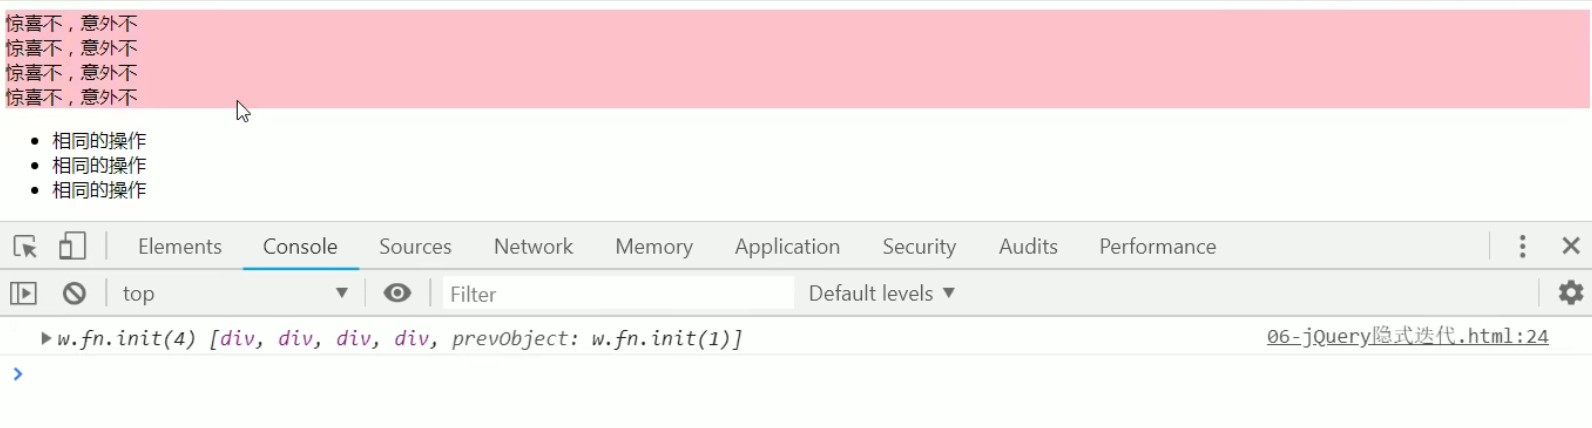 惊喜不，意外不
惊喜不，意外不
惊喜不，意外不
惊喜不，意外不
相同的操作
相同的操作
相同的操作
Elements Console Sources Network Memory Application Security Audits Performance
top Filter Default levels
w.fn.init(4) [div, div, div, div, prevObject: w.fn.init(1)] 06-jQuery隐式迭代.html:24